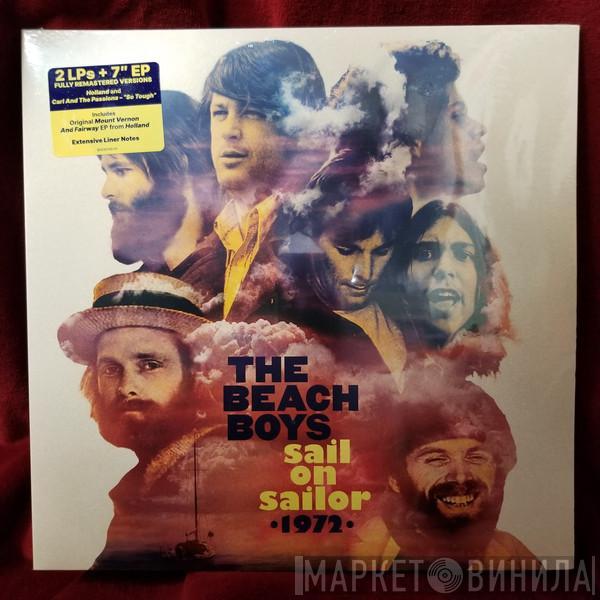 2 LPs + 7" EP
FULLY REMASTERED VERSIONS
Holland and
Carl And The Passions – "So Tough"
Includes
Original Mount Vernon
And Fairway EP from Holland
Extensive Liner Notes
THE
BEACH
BOYS
sail
on
sailor
•1972•
МАРКЕТ ВИНИЛА